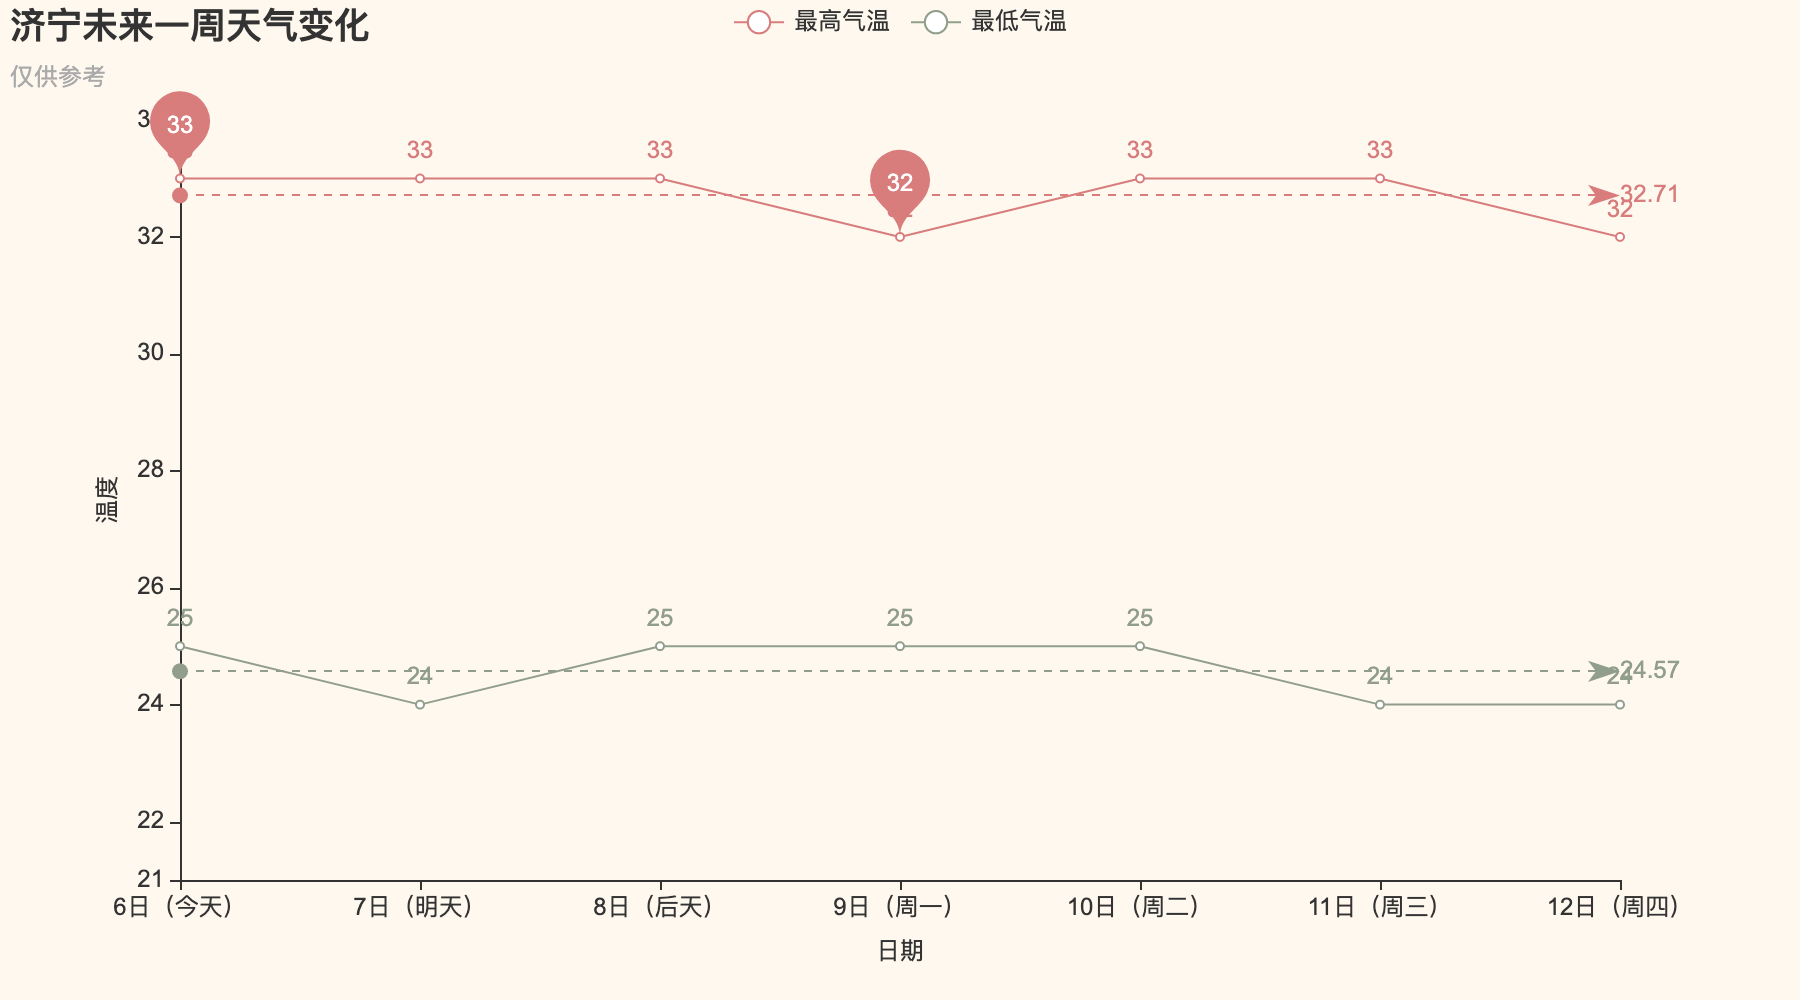 济宁未来一周天气变化
仅供参考
最高气温
最低气温
33
33
33
32
33
33
32
32.71
32
30
28
26
24
22
21
温度
25
24
25
25
25
24
24
24.57
6日（今天）
7日（明天）
8日（后天）
9日（周一）
10日（周二）
11日（周三）
12日（周四）
日期